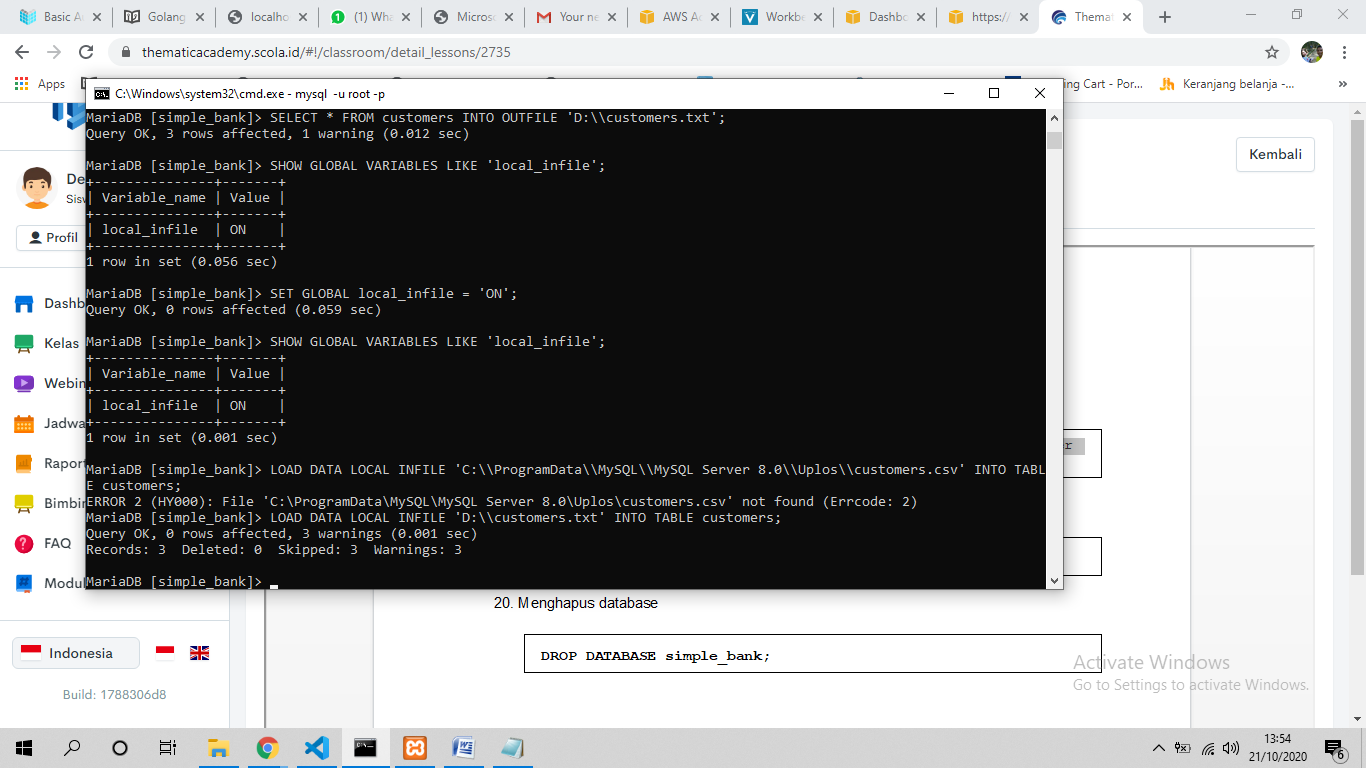 Basic A
Golang
localho
(1) Wha
Micros
Your ne
AWS A
Workb
Dashbo
https://
Themat
thematicacademy.scola.id/#!/classroom/detail_lessons/2735
Apps
ing Cart - Por...
Keranjang belanja -...
»
C:\Windows\system32\cmd.exe - mysql -u root -p
MariaDB [simple_bank]> SELECT * FROM customers INTO OUTFILE 'D:\\customers.txt';
Query OK, 3 rows affected, 1 warning (0.012 sec)
MariaDB [simple_bank]> SHOW GLOBAL VARIABLES LIKE 'local_infile';
+---------------+-------+
| Variable_name | Value |
+---------------+-------+
| local_infile  | ON    |
+---------------+-------+
1 row in set (0.056 sec)
MariaDB [simple_bank]> SET GLOBAL local_infile = 'ON';
Query OK, 0 rows affected (0.059 sec)
MariaDB [simple_bank]> SHOW GLOBAL VARIABLES LIKE 'local_infile';
+---------------+-------+
| Variable_name | Value |
+---------------+-------+
| local_infile  | ON    |
+---------------+-------+
1 row in set (0.001 sec)
MariaDB [simple_bank]> LOAD DATA LOCAL INFILE 'C:\\ProgramData\\MySQL\\MySQL Server 8.0\\Uplos\\customers.csv' INTO TABL
E customers;
ERROR 2 (HY000): File 'C:\ProgramData\MySQL\MySQL Server 8.0\Uplos\customers.csv' not found (Errcode: 2)
MariaDB [simple_bank]> LOAD DATA LOCAL INFILE 'D:\\customers.txt' INTO TABLE customers;
Query OK, 0 rows affected, 3 warnings (0.001 sec)
Records: 3  Deleted: 0  Skipped: 3  Warnings: 3
MariaDB [simple_bank]>
Kembali
De
Sisw
Profil
Dashb
Kelas
Webin
Jadwa
Rapor
Bimbin
FAQ
Modu
r
20. Menghapus database
DROP DATABASE simple_bank;
Indonesia
Build: 1788306d8
Activate Windows
Go to Settings to activate Windows.
13:54
21/10/2020
6